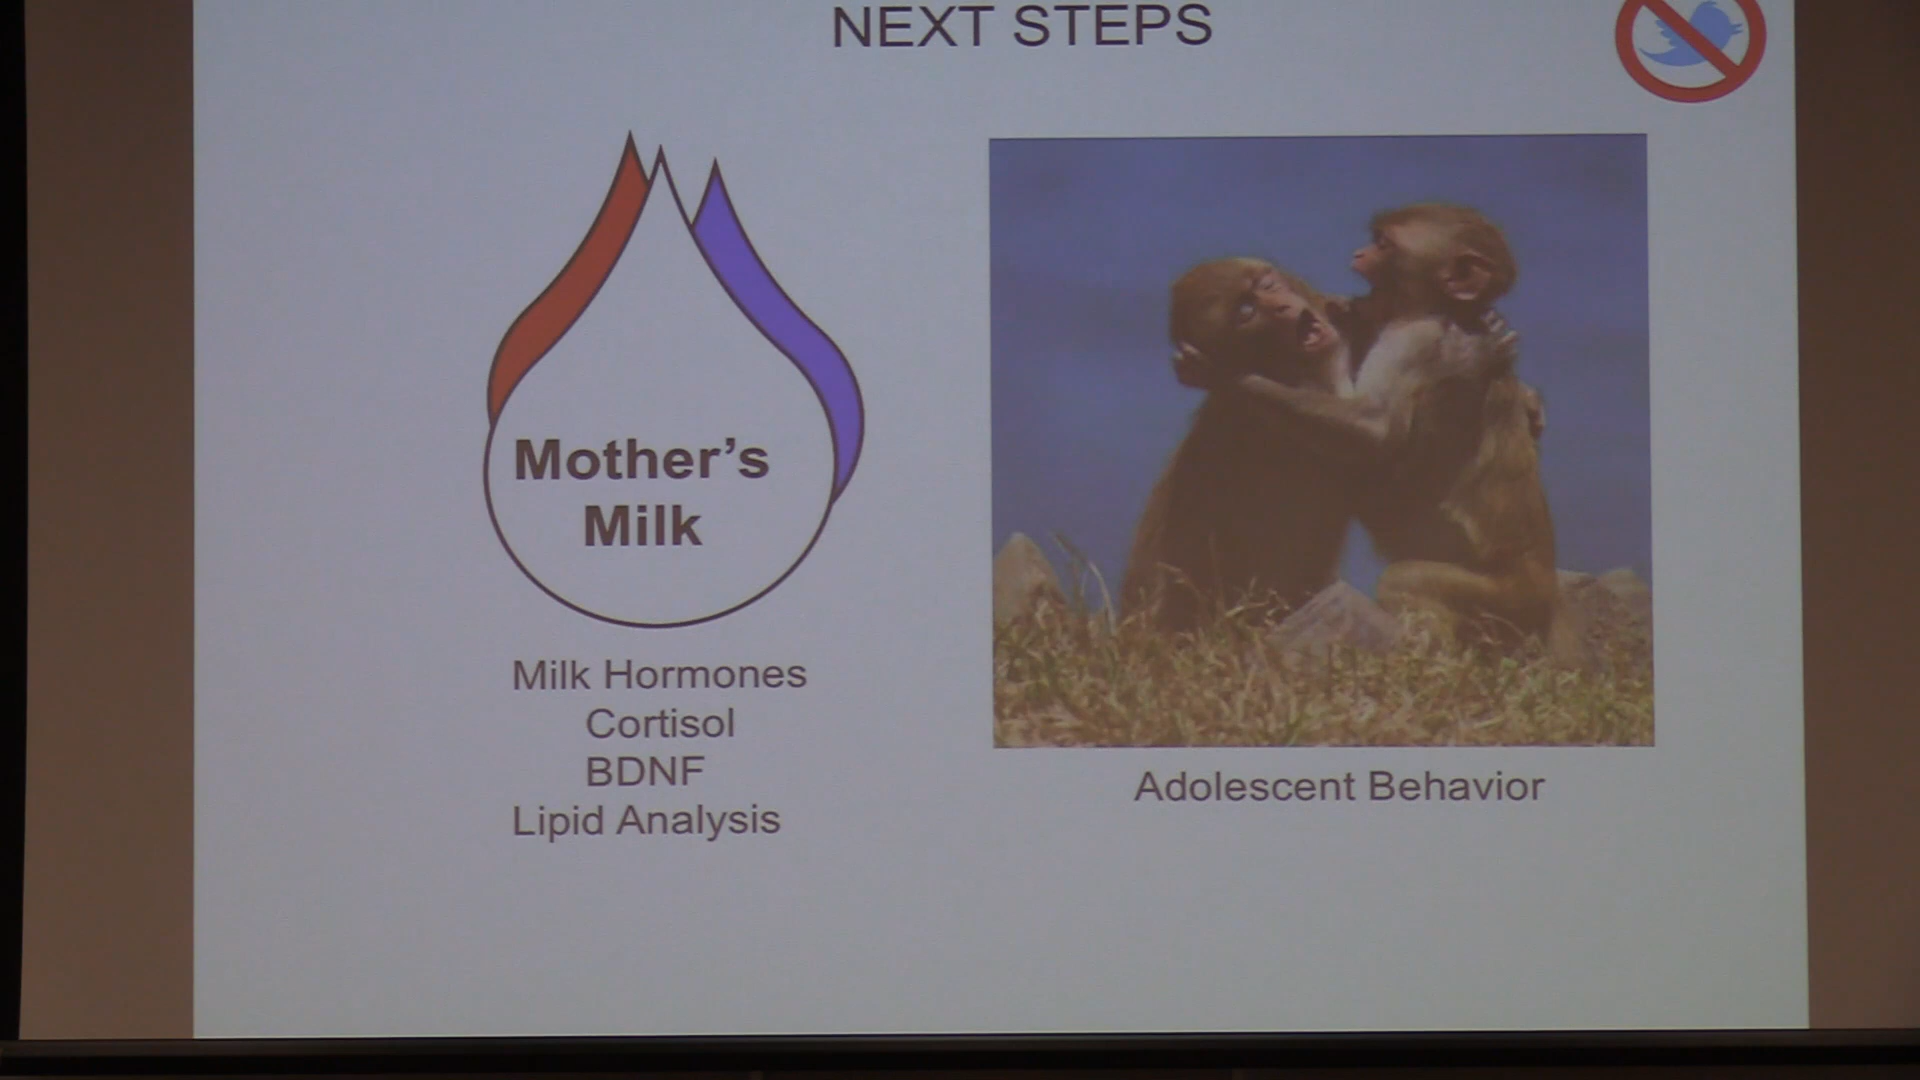 NEXT STEPS
Mother's
Milk
Milk Hormones
Cortisol
BDNF
Lipid Analysis
Adolescent Behavior